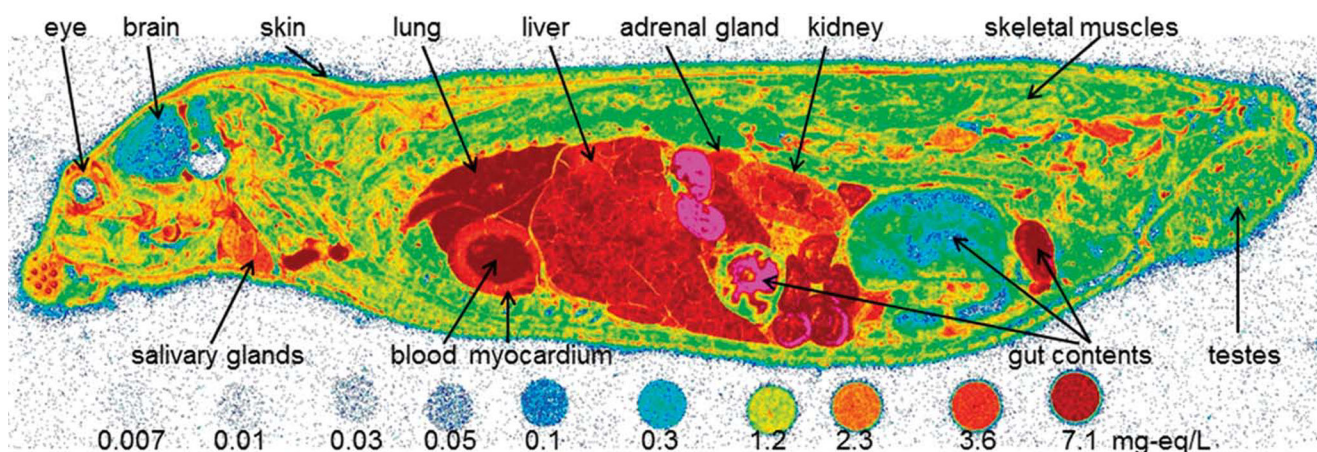 eye brain skin lung liver adrenal gland kidney skeletal muscles
salivary glands blood myocardium gut contents testes
0.007 0.01 0.03 0.05 0.1 0.3 1.2 2.3 3.6 7.1 mg-eq/L